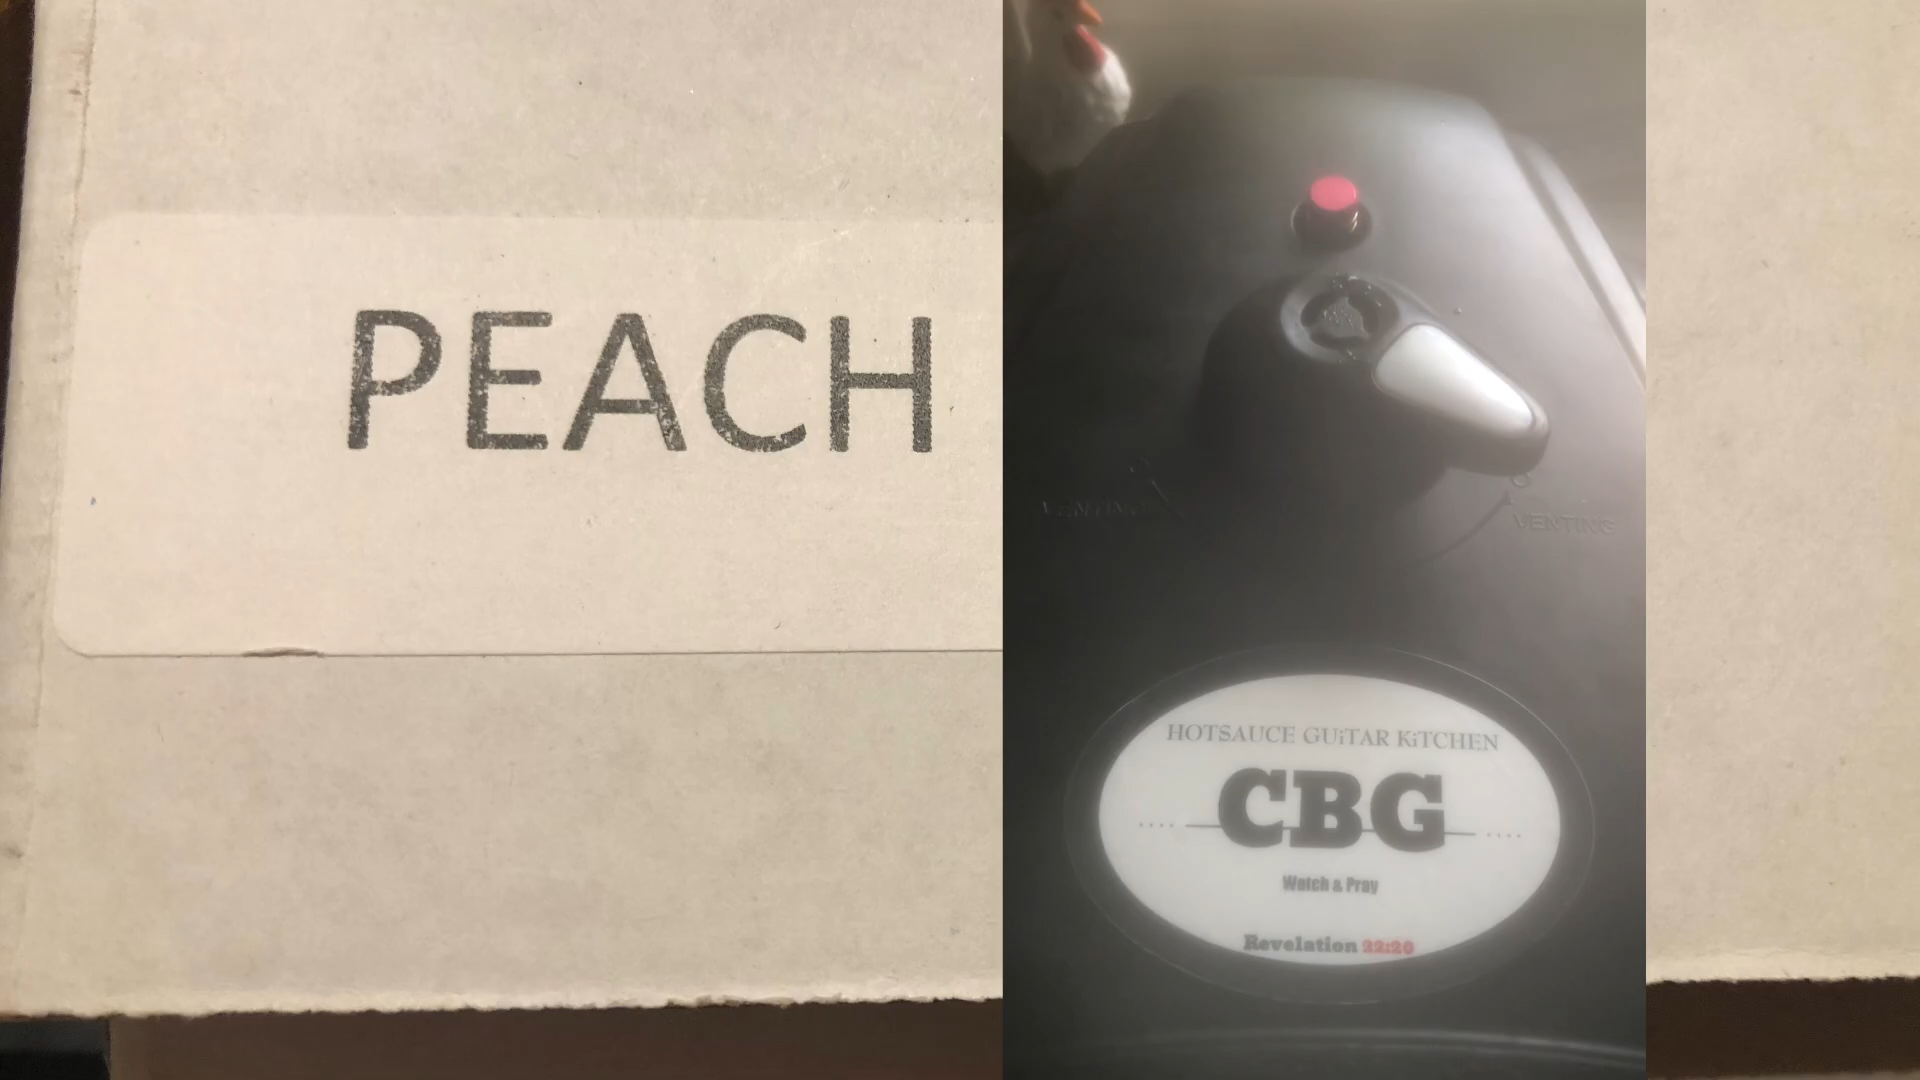 PEACH
VENTING
VENTING
HOTSAUCE GUiTAR KiTCHEN
CBG
Watch & Pray
Revelation 22:20